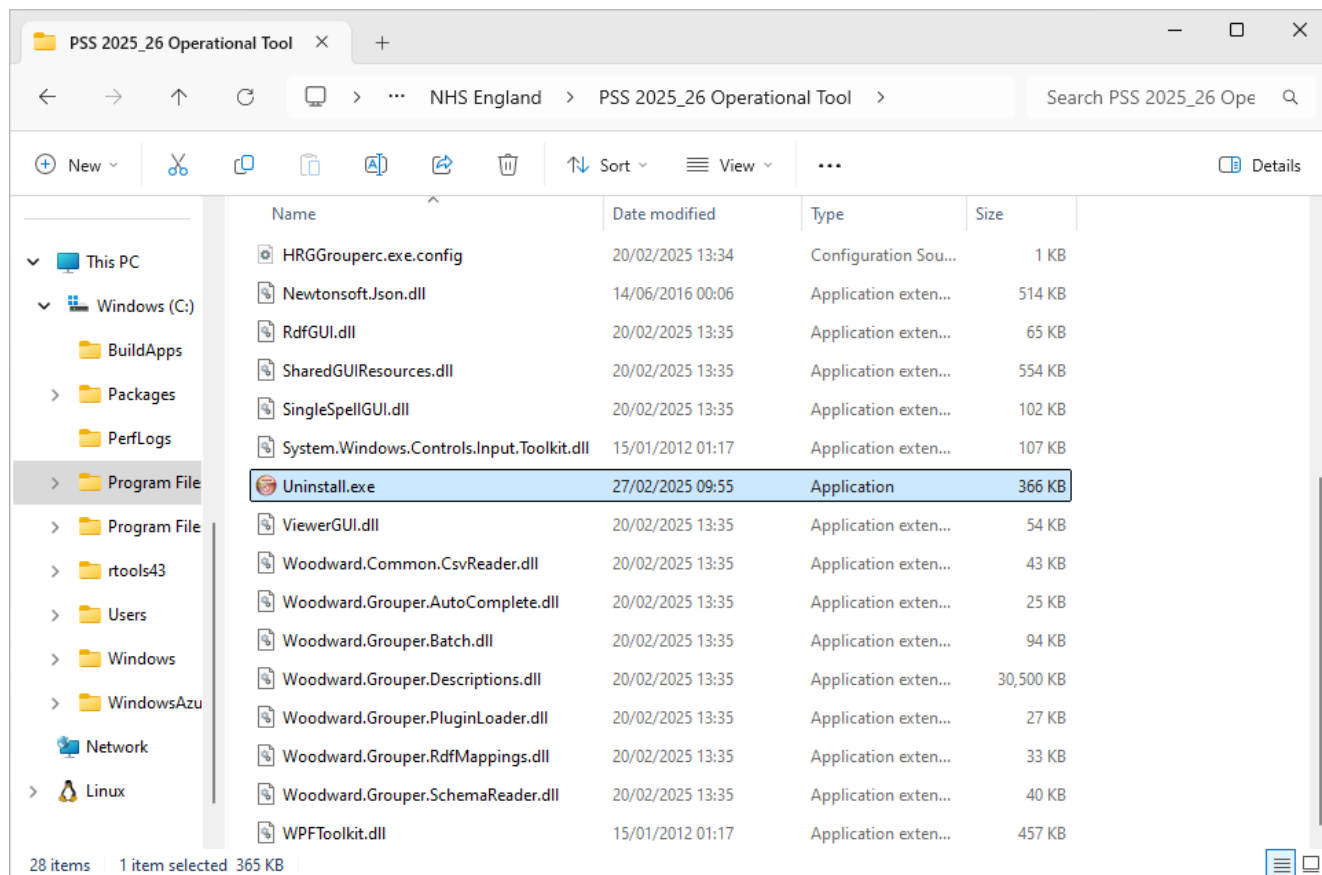 PSS 2025_26 Operational Tool
NHS England > PSS 2025_26 Operational Tool >
Search PSS 2025_26 Ope
New
Sort
View
Details
Name Date modified Type Size
This PC
Windows (C:)
BuildApps
Packages
PerfLogs
Program File
Program File
rtools43
Users
Windows
WindowsAzu
Network
Linux
HRGGrouperc.exe.config 20/02/2025 13:34 Configuration Sou... 1 KB
Newtonsoft.Json.dll 14/06/2016 00:06 Application exten... 514 KB
RdfGUI.dll 20/02/2025 13:35 Application exten... 65 KB
SharedGUIResources.dll 20/02/2025 13:35 Application exten... 554 KB
SingleSpellGUI.dll 20/02/2025 13:35 Application exten... 102 KB
System.Windows.Controls.Input.Toolkit.dll 15/01/2012 01:17 Application exten... 107 KB
Uninstall.exe 27/02/2025 09:55 Application 366 KB
ViewerGUI.dll 20/02/2025 13:35 Application exten... 54 KB
Woodward.Common.CsvReader.dll 20/02/2025 13:35 Application exten... 43 KB
Woodward.Grouper.AutoComplete.dll 20/02/2025 13:35 Application exten... 25 KB
Woodward.Grouper.Batch.dll 20/02/2025 13:35 Application exten... 94 KB
Woodward.Grouper.Descriptions.dll 20/02/2025 13:35 Application exten... 30,500 KB
Woodward.Grouper.PluginLoader.dll 20/02/2025 13:35 Application exten... 27 KB
Woodward.Grouper.RdfMappings.dll 20/02/2025 13:35 Application exten... 33 KB
Woodward.Grouper.SchemaReader.dll 20/02/2025 13:35 Application exten... 40 KB
WPFToolkit.dll 15/01/2012 01:17 Application exten... 457 KB
28 items 1 item selected 365 KB